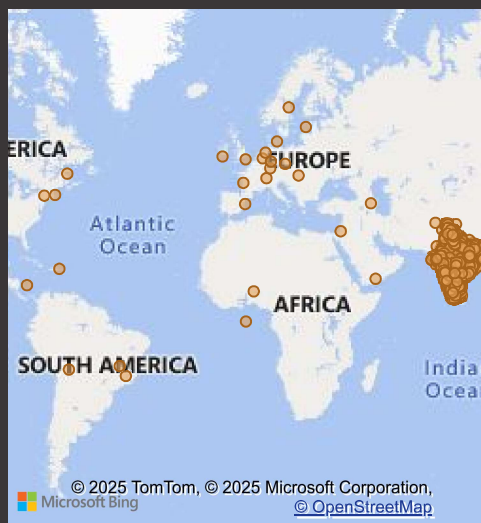 ERICA
EUROPE
Atlantic
Ocean
AFRICA
SOUTH AMERICA
India
Ocea
© 2025 TomTom, © 2025 Microsoft Corporation,
Microsoft Bing
© OpenStreetMap